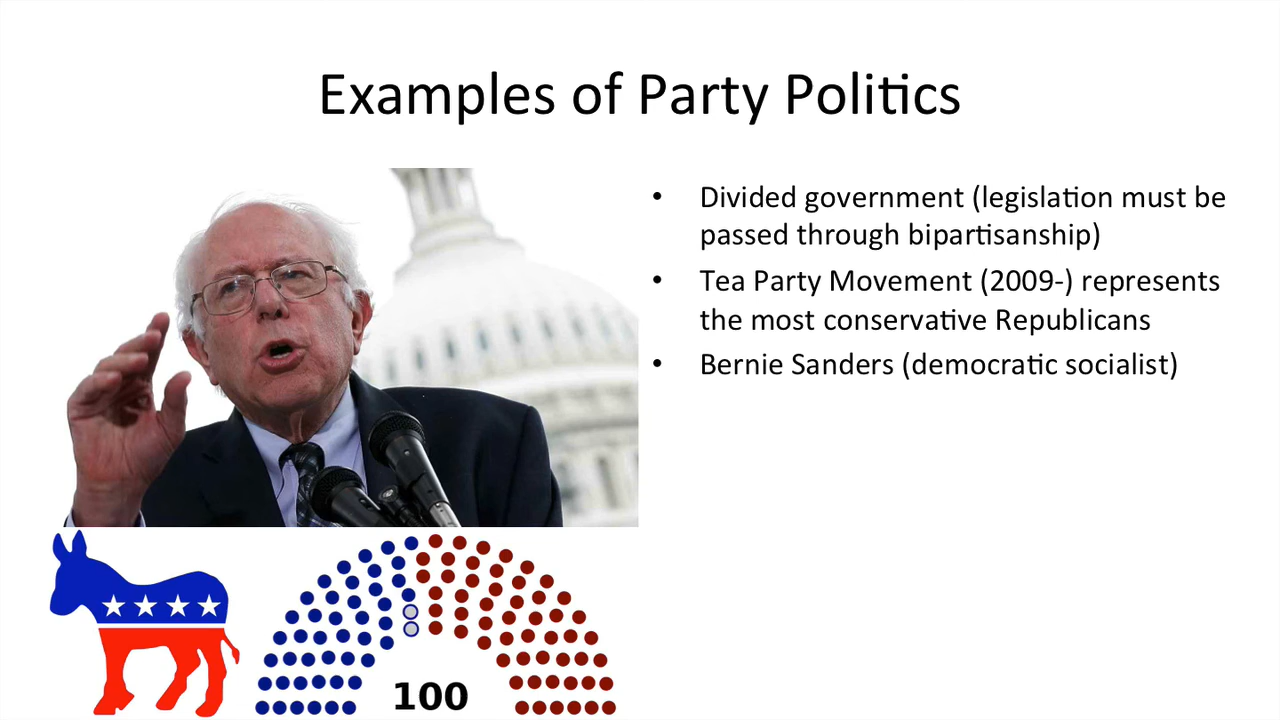 Examples of Party Politics
• Divided government (legislation must be
passed through bipartisanship)
• Tea Party Movement (2009-) represents
the most conservative Republicans
• Bernie Sanders (democratic socialist)
100